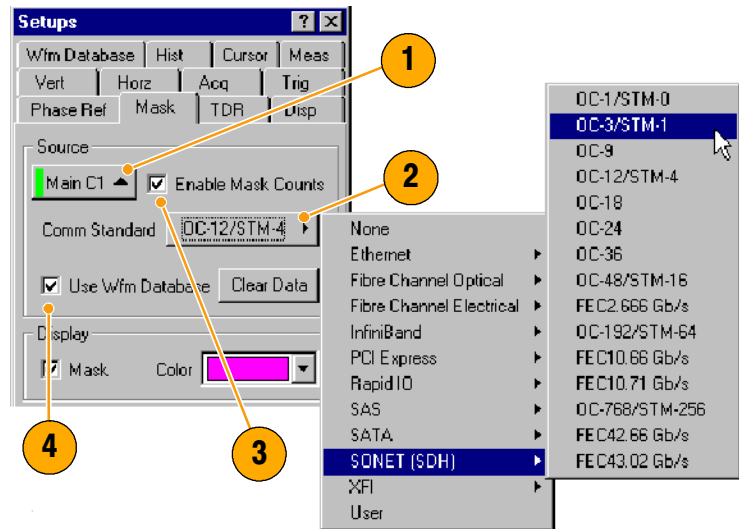 Setups
Wfm Database Hist Cursor Meas
Vert Horz Acq Trig
Phase Ref Mask TDR Disp
Source
Main C1 Enable Mask Counts
Comm Standard OC-12/STM-4
Use Wfm Database Clear Data
Display
Mask Color
1
2
3
4
None
Ethernet
Fibre Channel Optical
Fibre Channel Electrical
InfiniBand
PCI Express
Rapid IO
SAS
SATA
SONET (SDH)
XFI
User
OC-1/STM-0
OC-3/STM-1
OC-9
OC-12/STM-4
OC-18
OC-24
OC-36
OC-48/STM-16
FEC2.666 Gb/s
OC-192/STM-64
FEC10.66 Gb/s
FEC10.71 Gb/s
OC-768/STM-256
FEC42.66 Gb/s
FEC43.02 Gb/s